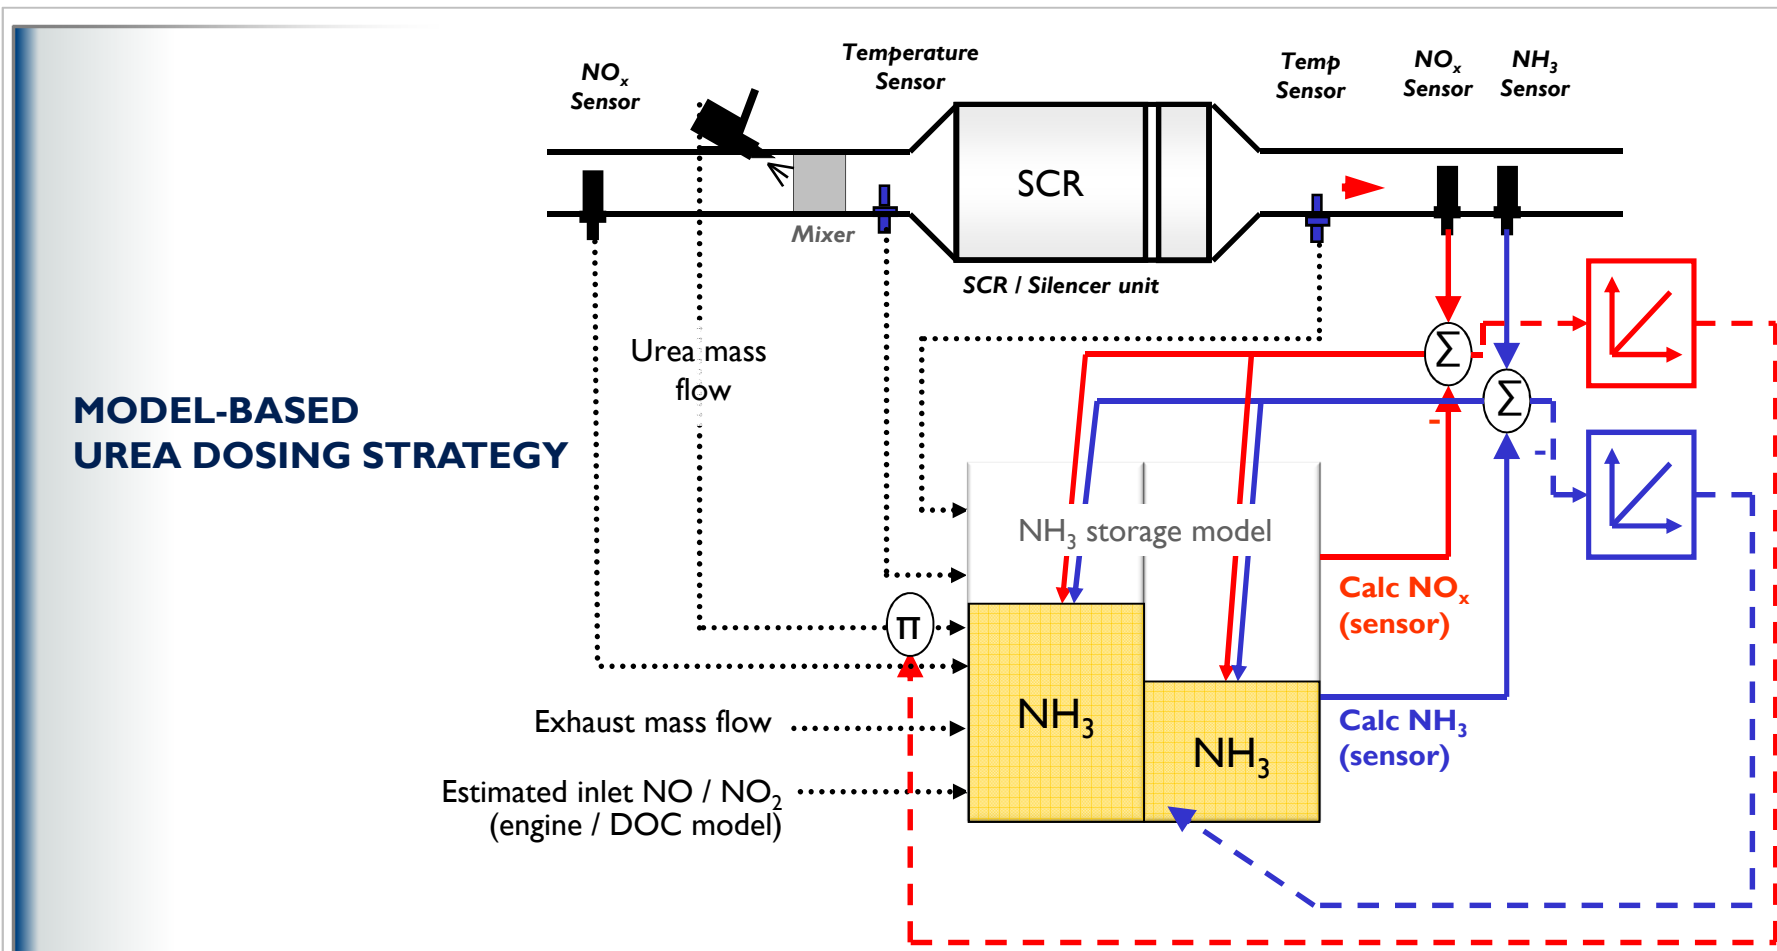 NOₓ
Sensor
Temperature
Sensor
Temp
Sensor
NOₓ
Sensor
NH₃
Sensor
SCR
Mixer
SCR / Silencer unit
Urea mass
flow
Σ
Σ
MODEL-BASED
UREA DOSING STRATEGY
-
-
NH₃ storage model
Calc NOₓ
(sensor)
π
NH₃
NH₃
Calc NH₃
(sensor)
Exhaust mass flow
Estimated inlet NO / NO₂
(engine / DOC model)